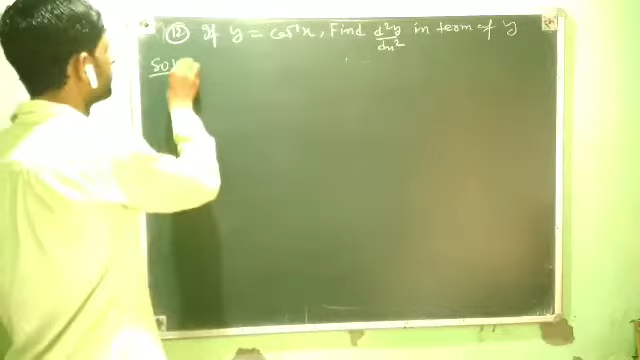 (12) If y = cos⁻¹x, Find d²y/dx² in term of y
Sol